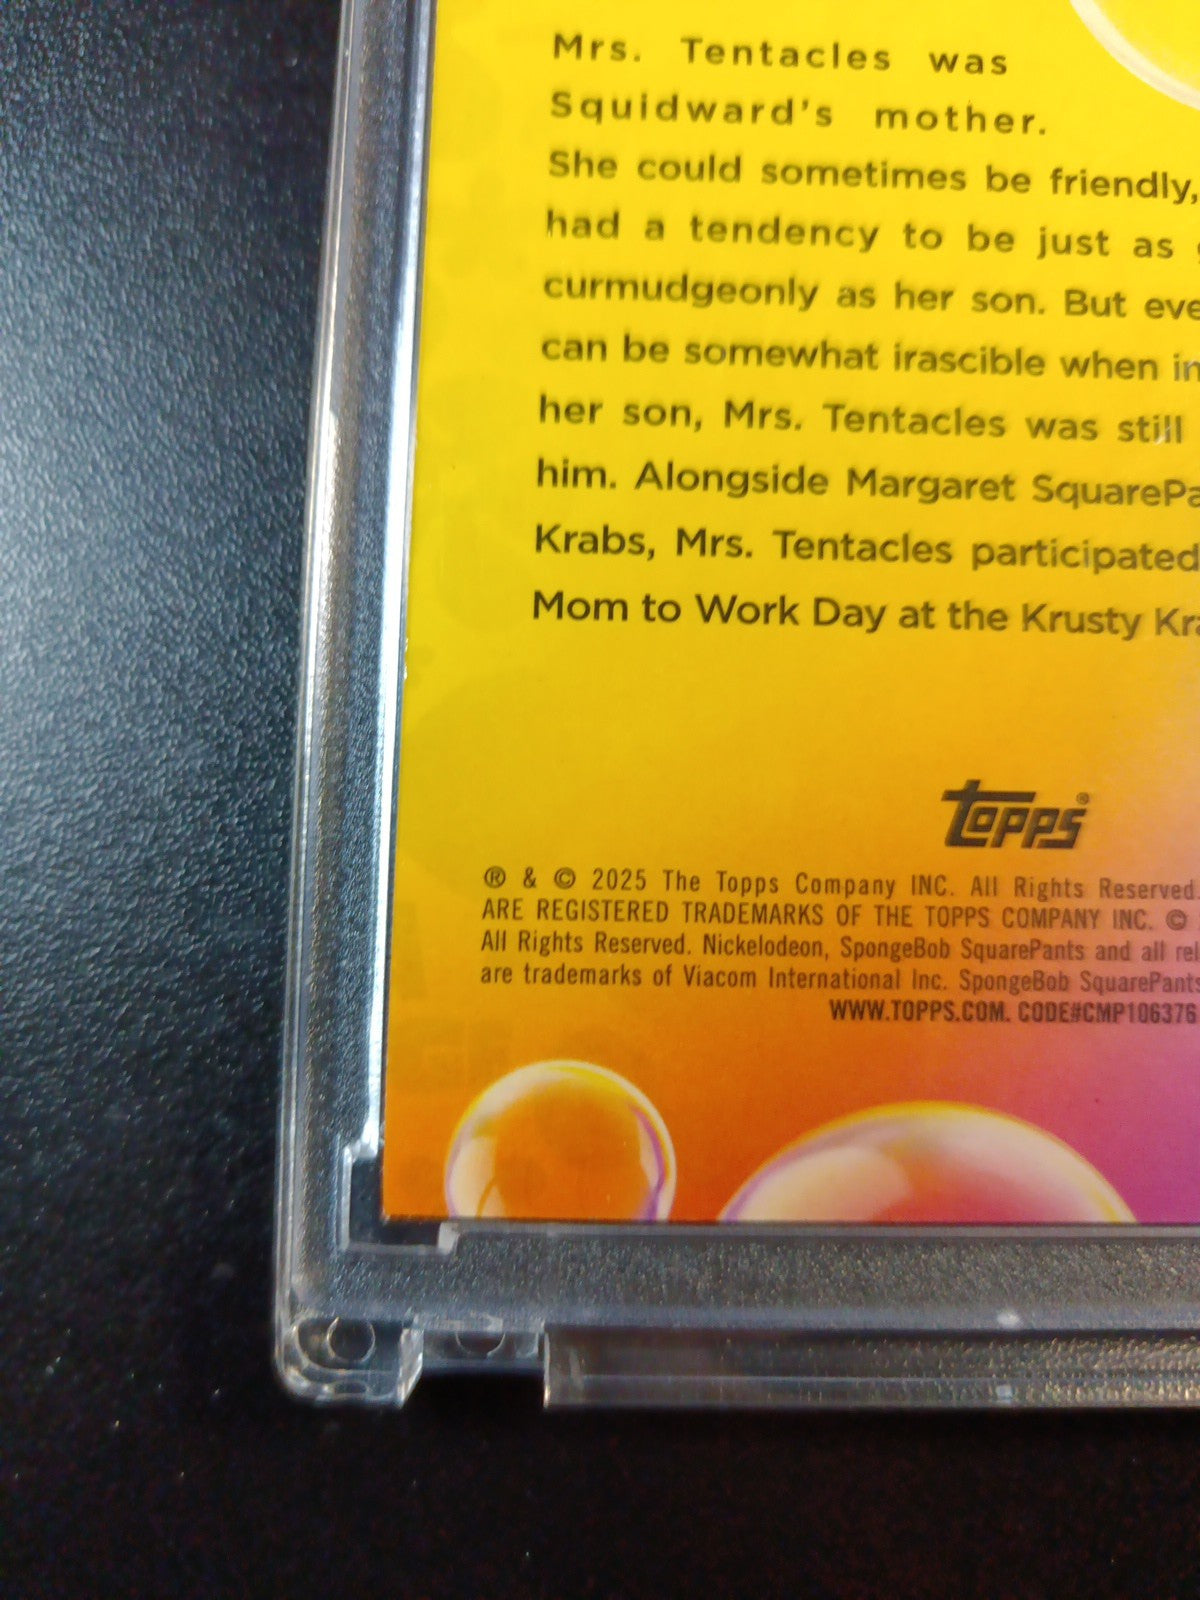 Mrs. Tentacles was
Squidward's mother.
She could sometimes be friendly,
had a tendency to be just as
curmudgeonly as her son. But
can be somewhat irascible when
her son, Mrs. Tentacles was still
him. Alongside Margaret
Krabs, Mrs. Tentacles participated
Mom to Work Day at the Krusty
TOPPS®
® & © 2025 The Topps Company INC. All Rights Reserved
ARE REGISTERED TRADEMARKS OF THE TOPPS COMPANY INC. ©
All Rights Reserved. Nickelodeon, SpongeBob SquarePants and all
are trademarks of Viacom International Inc. SpongeBob SquarePants
WWW.TOPPS.COM. CODE#CMP106376